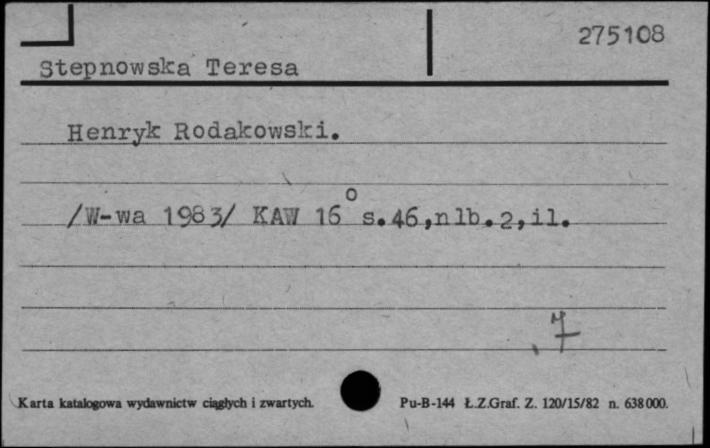 275108
Stepnowska Teresa
Henryk Rodakowski.
/W-wa 1983/ KAW 16° s.46,nlb.2,il.
Karta katalogowa wydawnictw ciągłych i zwartych. Pu-B-144 Ł.Z.Graf. Z. 120/15/82 n. 638000.